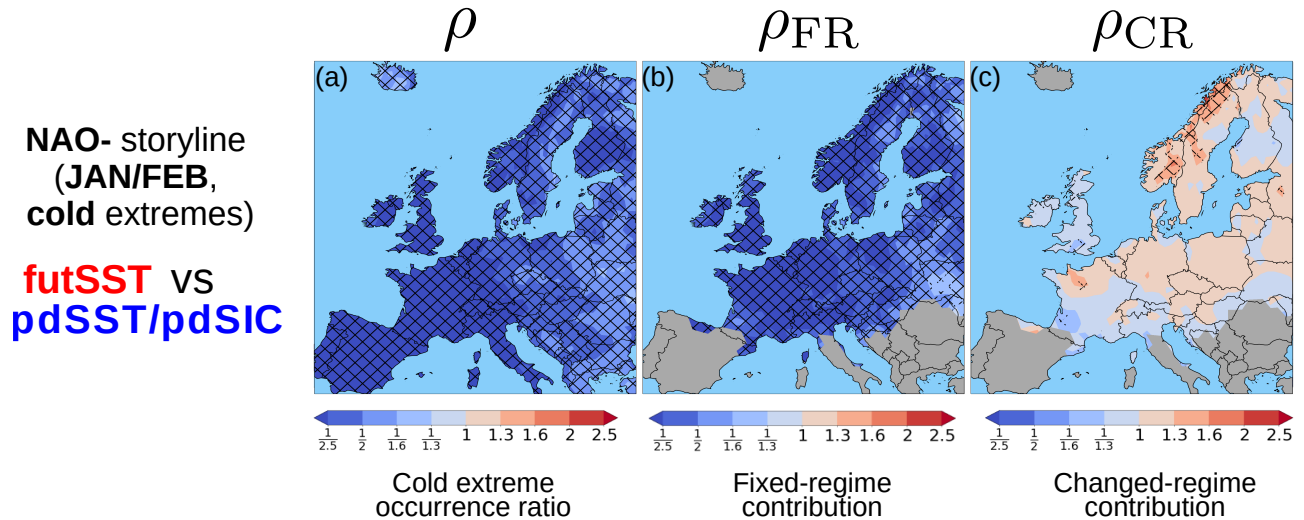 ρ ρFR ρCR
(a) (b) (c)
NAO- storyline
(JAN/FEB,
cold extremes)
futSST vs
pdSST/pdSIC
1/2.5 1/2 1/1.6 1/1.3 1 1.3 1.6 2 2.5
1/2.5 1/2 1/1.6 1/1.3 1 1.3 1.6 2 2.5
1/2.5 1/2 1/1.6 1/1.3 1 1.3 1.6 2 2.5
Cold extreme
occurrence ratio
Fixed-regime
contribution
Changed-regime
contribution